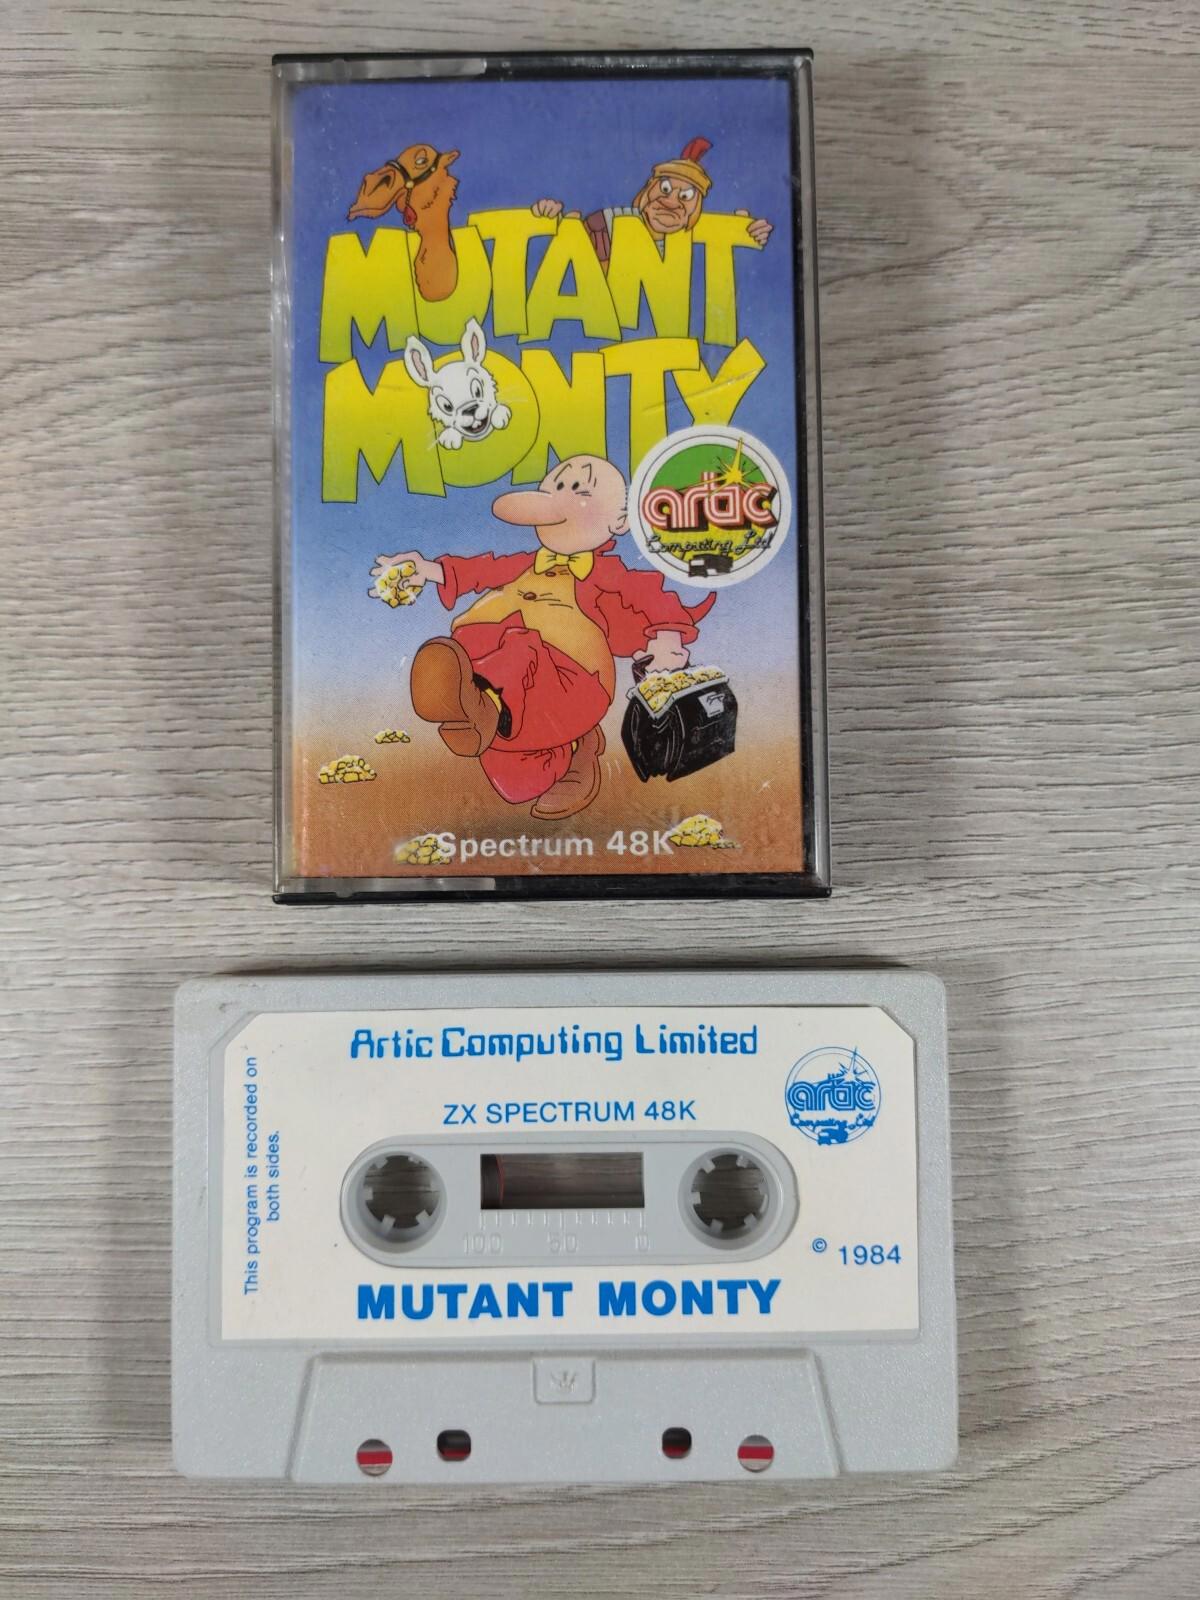 MUTANT
MONTY
artic
Computing Ltd
Spectrum 48K
Artic Computing Limited
ZX SPECTRUM 48K
artic
Computing Ltd
This program is recorded on
both sides.
100 50 0
© 1984
MUTANT MONTY